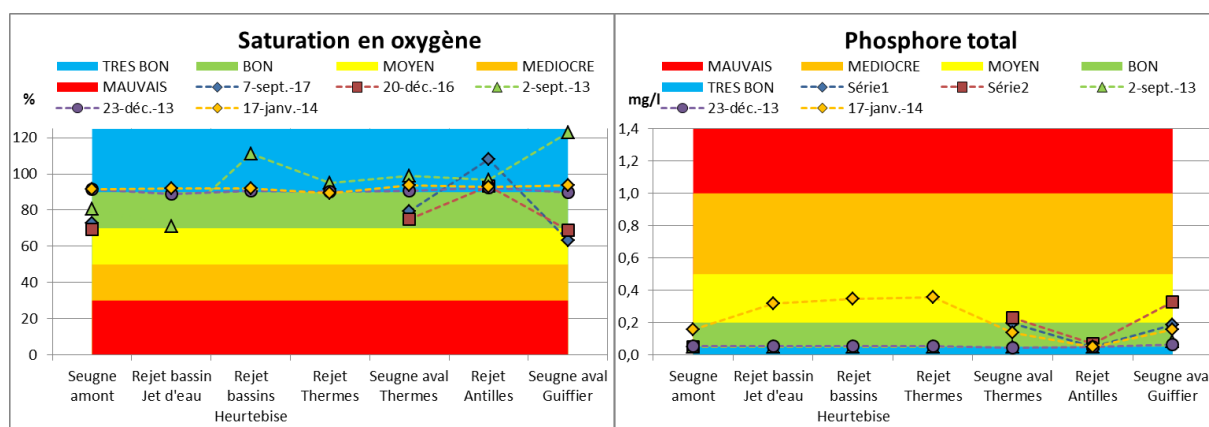 Saturation en oxygène
TRES BON BON MOYEN MEDIOCRE
MAUVAIS 7-sept.-17 20-déc.-16 2-sept.-13
23-déc.-13 17-janv.-14
%
120
100
80
60
40
20
0
Seugne amont
Rejet bassin Jet d'eau
Rejet bassins Heurtebise
Rejet Thermes
Seugne aval Thermes
Rejet Antilles
Seugne aval Guiffier
Phosphore total
MAUVAIS MEDIOCRE MOYEN BON
TRES BON Série1 Série2 2-sept.-13
23-déc.-13 17-janv.-14
mg/l
1,4
1,2
1,0
0,8
0,6
0,4
0,2
0,0
Seugne amont
Rejet bassin Jet d'eau
Rejet bassins Heurtebise
Rejet Thermes
Seugne aval Thermes
Rejet Antilles
Seugne aval Guiffier